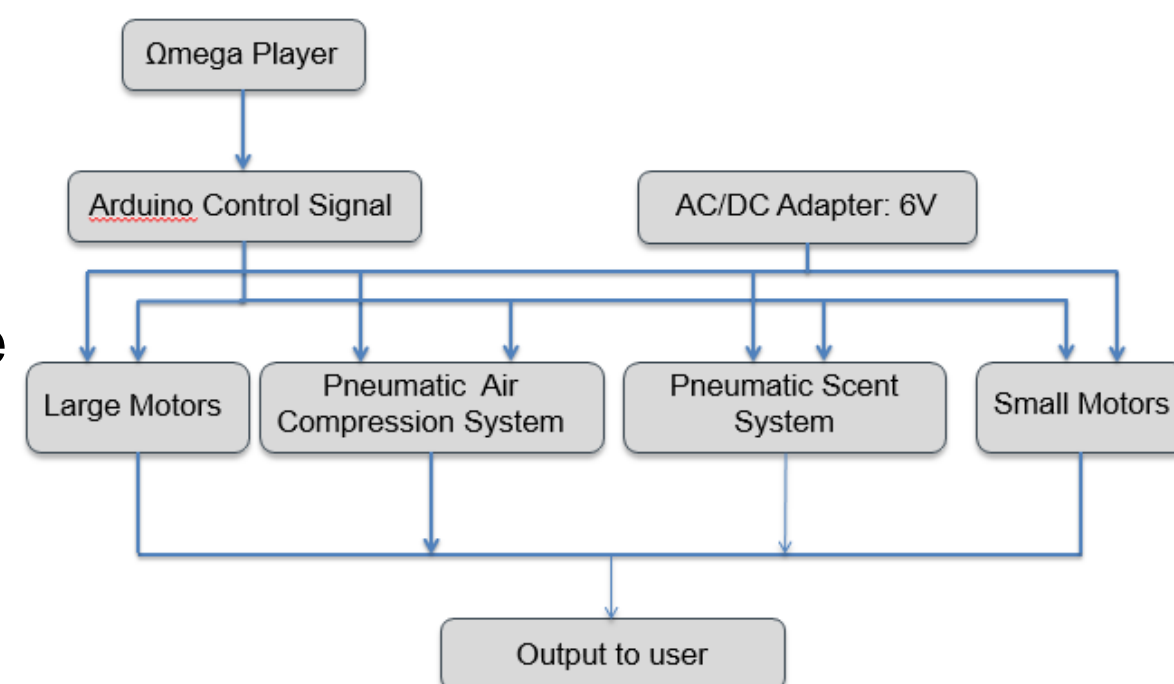 Ωmega Player
Arduino Control Signal
AC/DC Adapter: 6V
e
Large Motors
Pneumatic Air
Compression System
Pneumatic Scent
System
Small Motors
Output to user